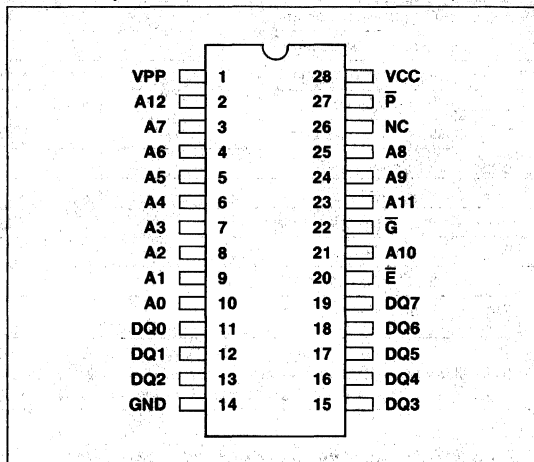 VPP 1 28 VCC
A12 2 27 P̅
A7 3 26 NC
A6 4 25 A8
A5 5 24 A9
A4 6 23 A11
A3 7 22 G̅
A2 8 21 A10
A1 9 20 E̅
A0 10 19 DQ7
DQ0 11 18 DQ6
DQ1 12 17 DQ5
DQ2 13 16 DQ4
GND 14 15 DQ3